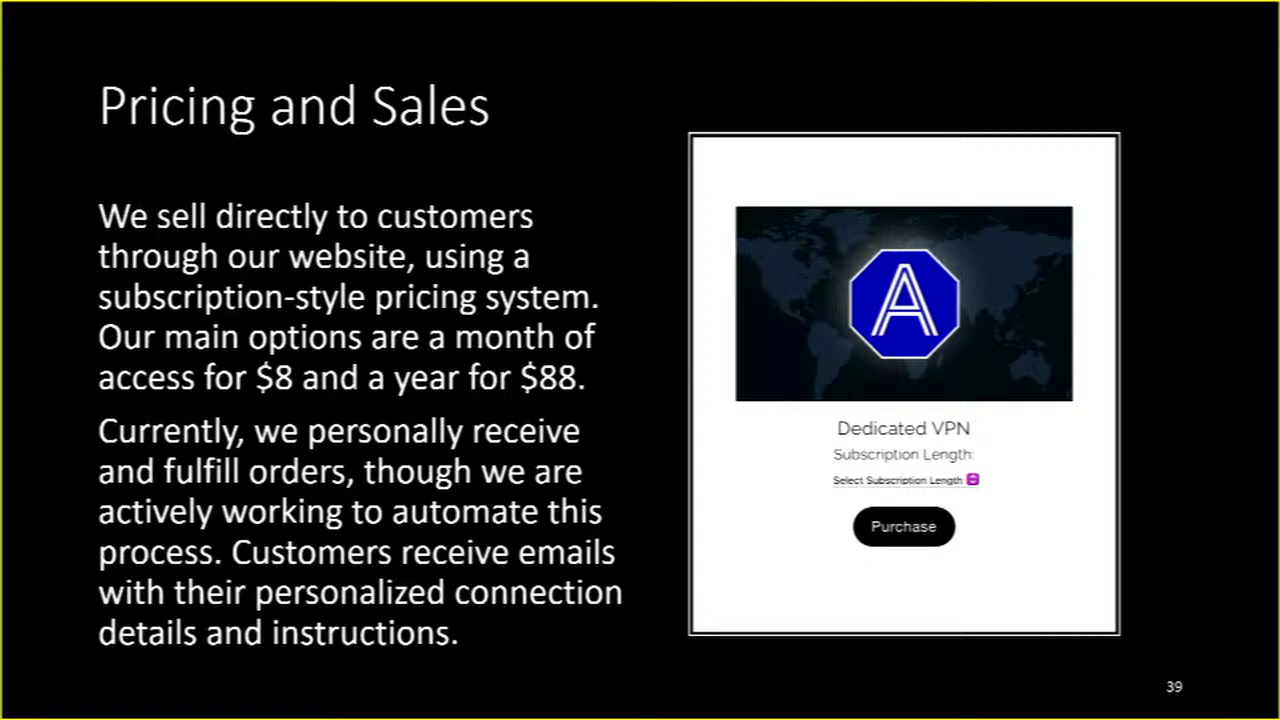 Pricing and Sales
We sell directly to customers
through our website, using a
subscription-style pricing system.
Our main options are a month of
access for $8 and a year for $88.
Currently, we personally receive
and fulfill orders, though we are
actively working to automate this
process. Customers receive emails
with their personalized connection
details and instructions.
A
Dedicated VPN
Subscription Length:
Select Subscription Length
Purchase
39